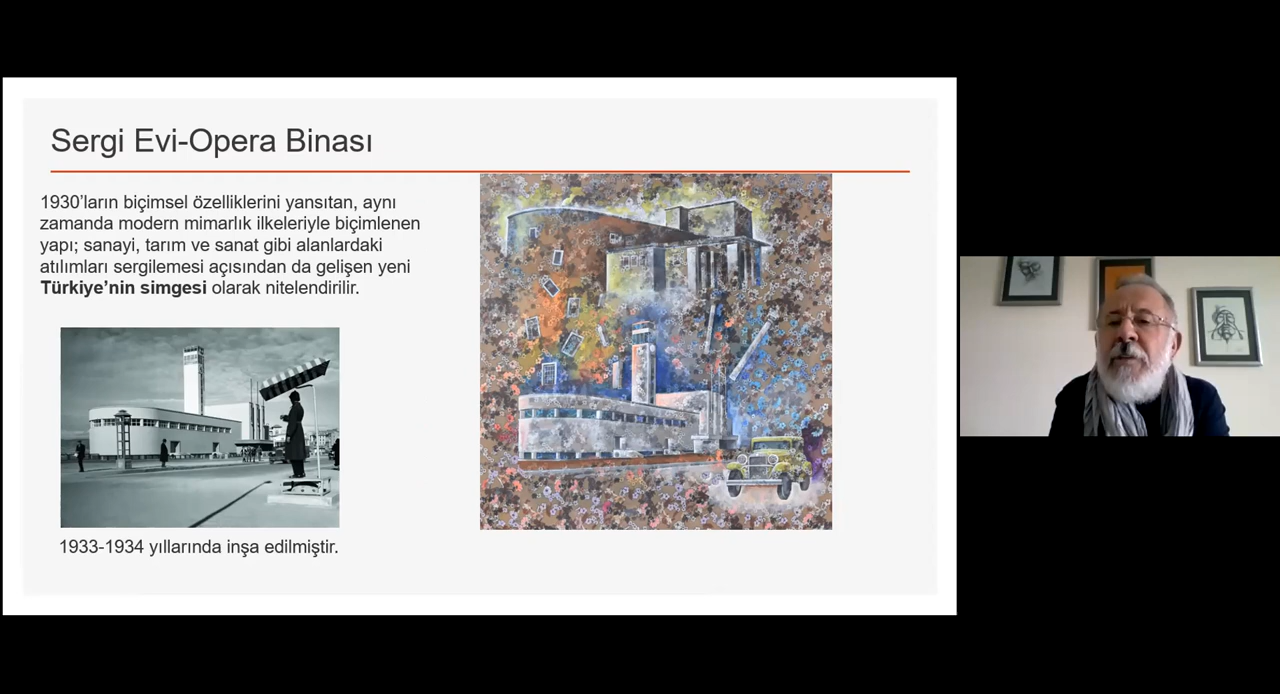 Sergi Evi-Opera Binası
1930’ların biçimsel özelliklerini yansıtan, aynı
zamanda modern mimarlık ilkeleriyle biçimlenen
yapı; sanayi, tarım ve sanat gibi alanlardaki
atılımları sergilemesi açısından da gelişen yeni
Türkiye’nin simgesi olarak nitelendirilir.
1933-1934 yıllarında inşa edilmiştir.